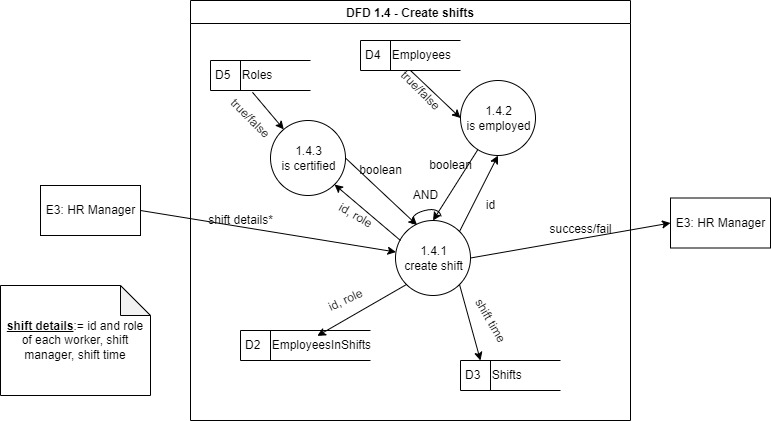 DFD 1.4 - Create shifts
D4 Employees
D5 Roles
true/false
true/false
1.4.2
is employed
1.4.3
is certified
boolean
boolean
AND
id
id, role
E3: HR Manager
shift details*
success/fail
E3: HR Manager
1.4.1
create shift
id, role
shift time
shift details:= id and role
of each worker, shift
manager, shift time
D2 EmployeesInShifts
D3 Shifts